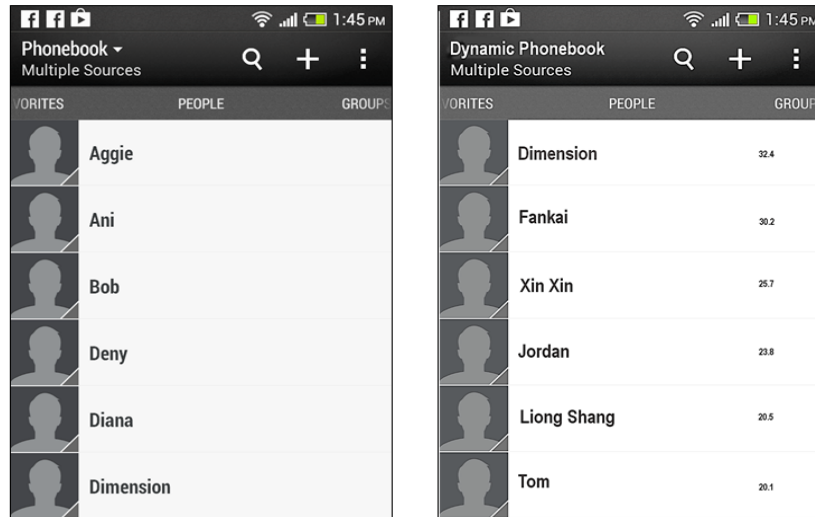 1:45 PM
Phonebook
Multiple Sources
VORITES PEOPLE GROUPS
Aggie
Ani
Bob
Deny
Diana
Dimension
1:45 PM
Dynamic Phonebook
Multiple Sources
VORITES PEOPLE GROUP
Dimension 32.4
Fankai 30.2
Xin Xin 25.7
Jordan 23.8
Liong Shang 20.5
Tom 20.1